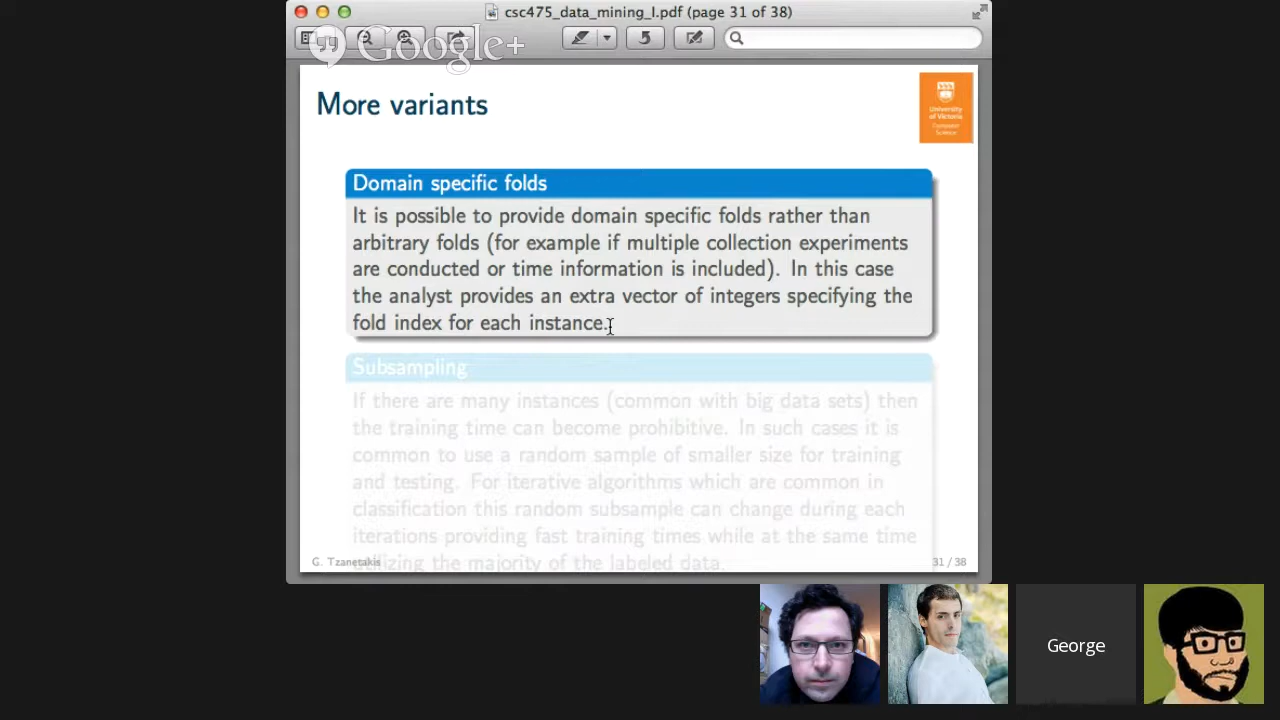 csc475_data_mining_I.pdf (page 31 of 38)
Google+
More variants
University
of Victoria
Computer
Science
Domain specific folds
It is possible to provide domain specific folds rather than
arbitrary folds (for example if multiple collection experiments
are conducted or time information is included). In this case
the analyst provides an extra vector of integers specifying the
fold index for each instance.
Subsampling
If there are many instances (common with big data sets) then
the training time can become prohibitive. In such cases it is
common to use a random sample of smaller size for training
and testing. For iterative algorithms which are common in
classification this random subsample can change during each
iterations providing fast training times while at the same time
utilizing the majority of the labeled data.
G. Tzanetakis
31 / 38
George